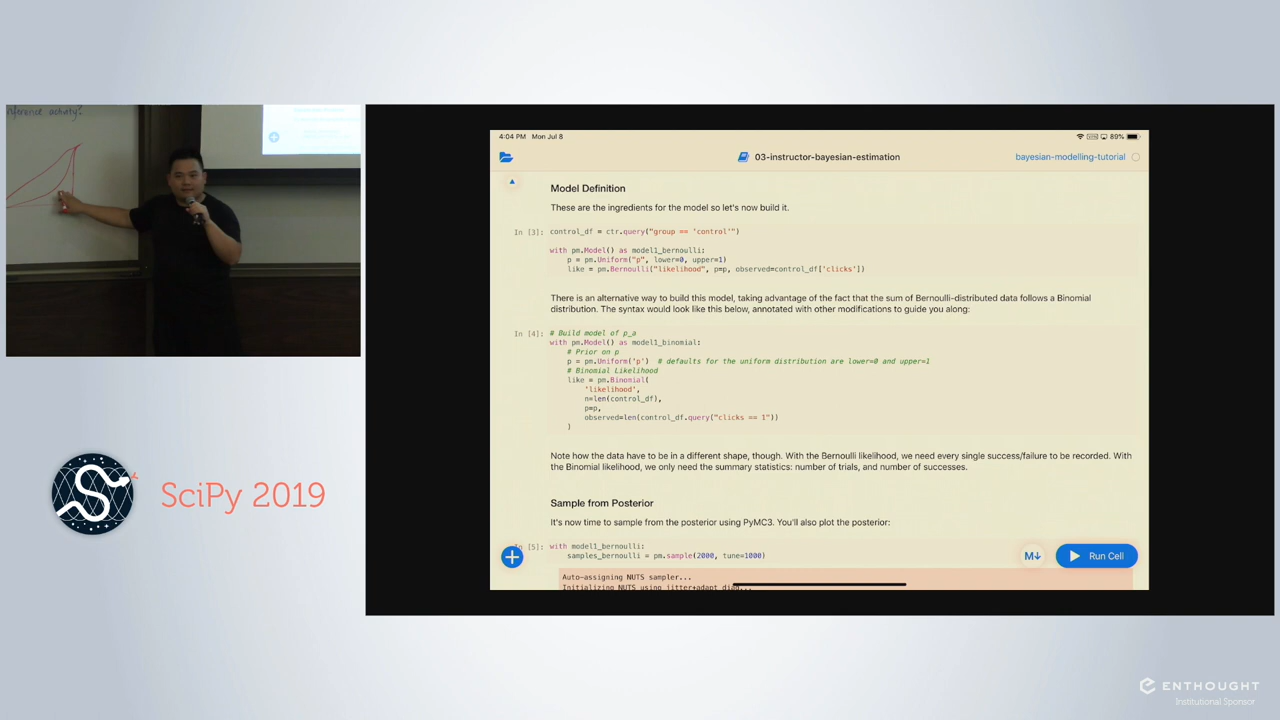 inference activity?
4:04 PM Mon Jul 8
89%
03-instructor-bayesian-estimation
bayesian-modelling-tutorial
Model Definition
These are the ingredients for the model so let's now build it.
In [3]: control_df = ctr.query("group == 'control'")
with pm.Model() as model1_bernoulli:
p = pm.Uniform("p", lower=0, upper=1)
like = pm.Bernoulli("likelihood", p=p, observed=control_df['clicks'])
There is an alternative way to build this model, taking advantage of the fact that the sum of Bernoulli-distributed data follows a Binomial
distribution. The syntax would look like this below, annotated with other modifications to guide you along:
In [4]: # Build model of p_a
with pm.Model() as model1_binomial:
# Prior on p
p = pm.Uniform('p') # defaults for the uniform distribution are lower=0 and upper=1
# Binomial Likelihood
like = pm.Binomial(
'likelihood',
n=len(control_df),
p=p,
observed=len(control_df.query("clicks == 1"))
)
Note how the data have to be in a different shape, though. With the Bernoulli likelihood, we need every single success/failure to be recorded. With
the Binomial likelihood, we only need the summary statistics: number of trials, and number of successes.
Sample from Posterior
It's now time to sample from the posterior using PyMC3. You'll also plot the posterior:
In [5]: with model1_bernoulli:
samples_bernoulli = pm.sample(2000, tune=1000)
M↓ Run Cell
Auto-assigning NUTS sampler...
Initializing NUTS using jitter+adapt_diag...
SciPy 2019
ENTHOUGHT
Institutional Sponsor